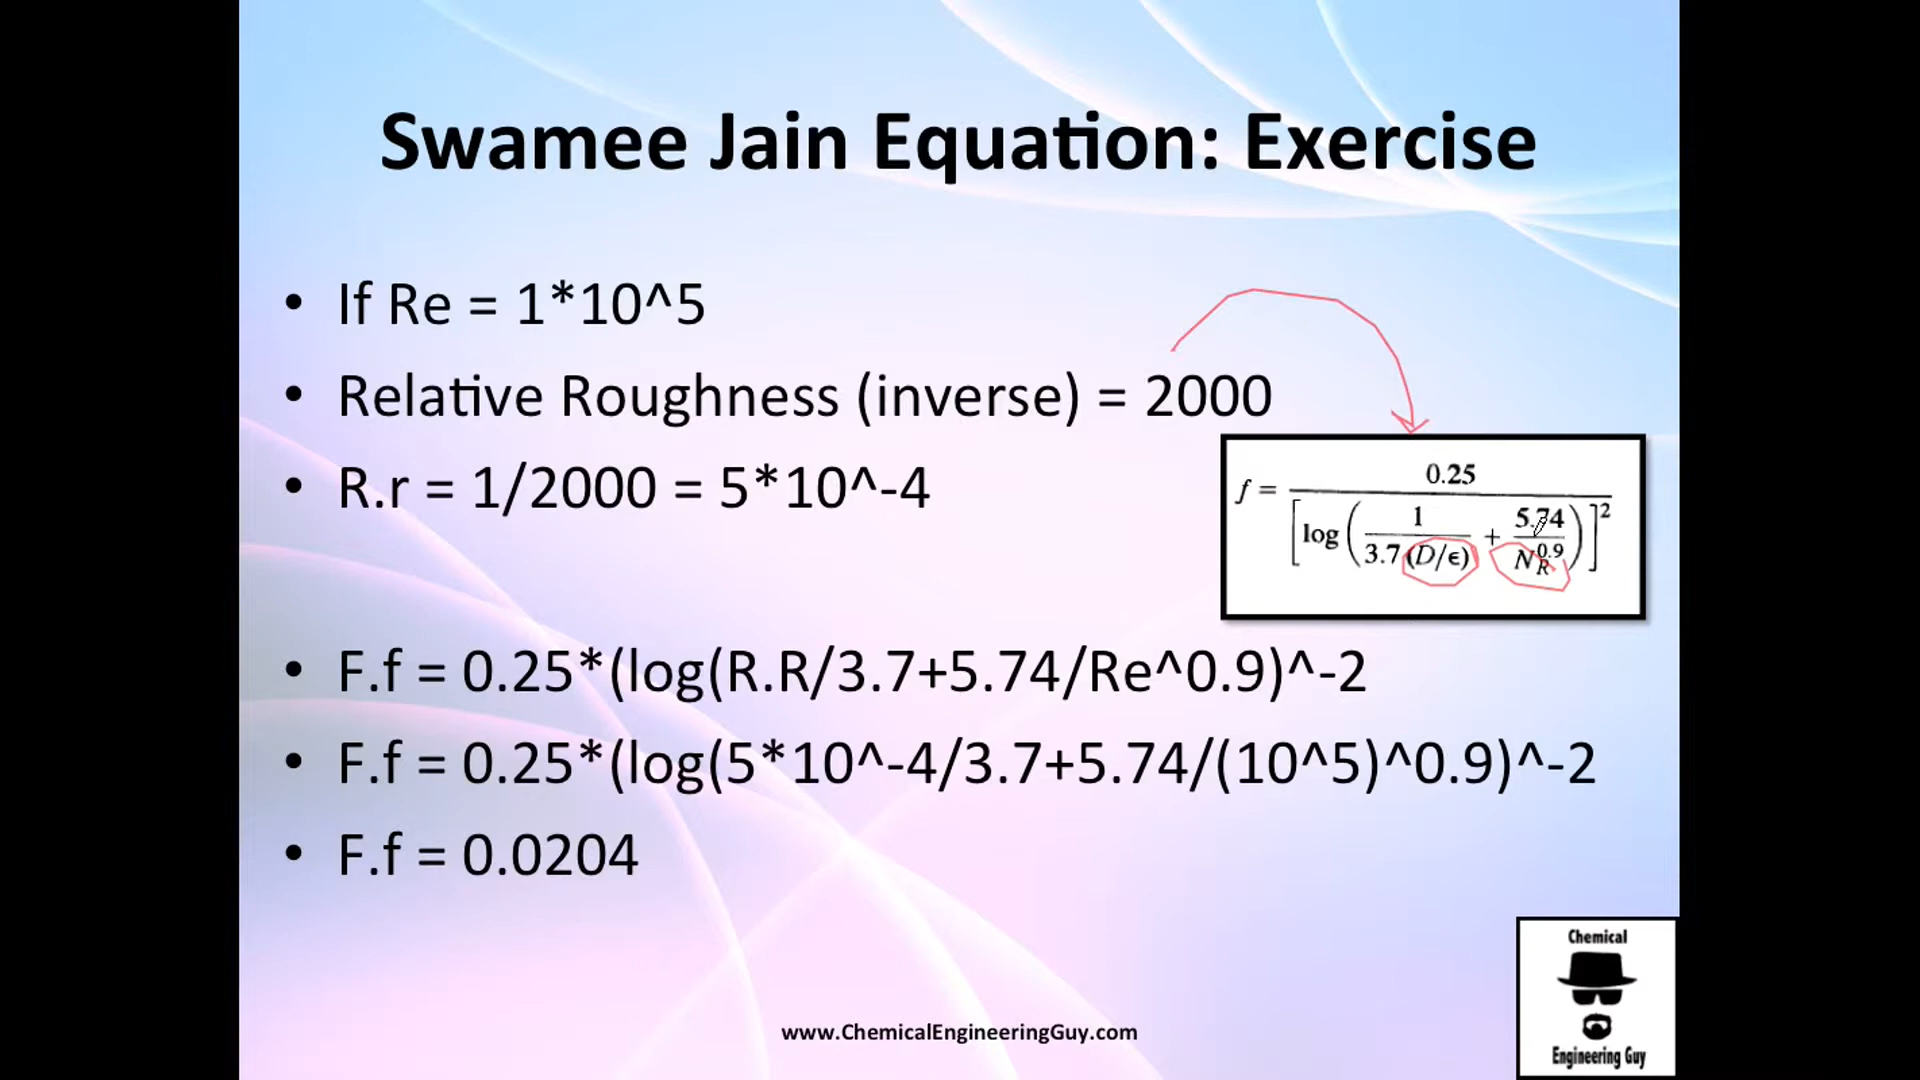 Swamee Jain Equation: Exercise
• If Re = 1*10^5
• Relative Roughness (inverse) = 2000
• R.r = 1/2000 = 5*10^-4
f = 0.25 / [log (1 / 3.7 (D/ϵ) + 5.74 / N_R^0.9)]^2
• F.f = 0.25*(log(R.R/3.7+5.74/Re^0.9)^-2
• F.f = 0.25*(log(5*10^-4/3.7+5.74/(10^5)^0.9)^-2
• F.f = 0.0204
www.ChemicalEngineeringGuy.com
Chemical
Engineering Guy